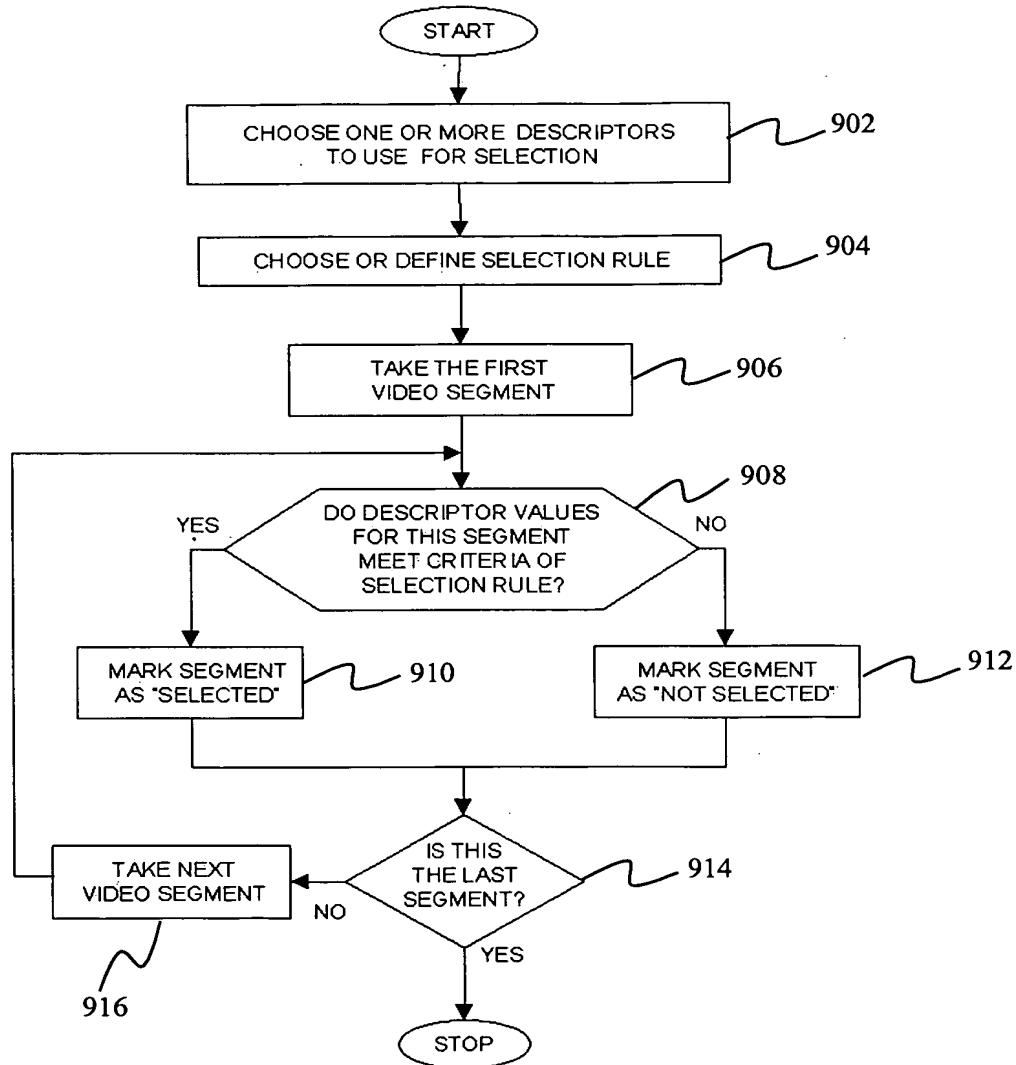 START
CHOOSE ONE OR MORE DESCRIPTORS
TO USE FOR SELECTION
902
CHOOSE OR DEFINE SELECTION RULE
904
TAKE THE FIRST
VIDEO SEGMENT
906
908
YES
DO DESCRIPTOR VALUES
FOR THIS SEGMENT
MEET CRITERIA OF
SELECTION RULE?
NO
MARK SEGMENT
AS "SELECTED"
910
MARK SEGMENT
AS "NOT SELECTED"
912
TAKE NEXT
VIDEO SEGMENT
916
NO
IS THIS
THE LAST
SEGMENT?
914
YES
STOP